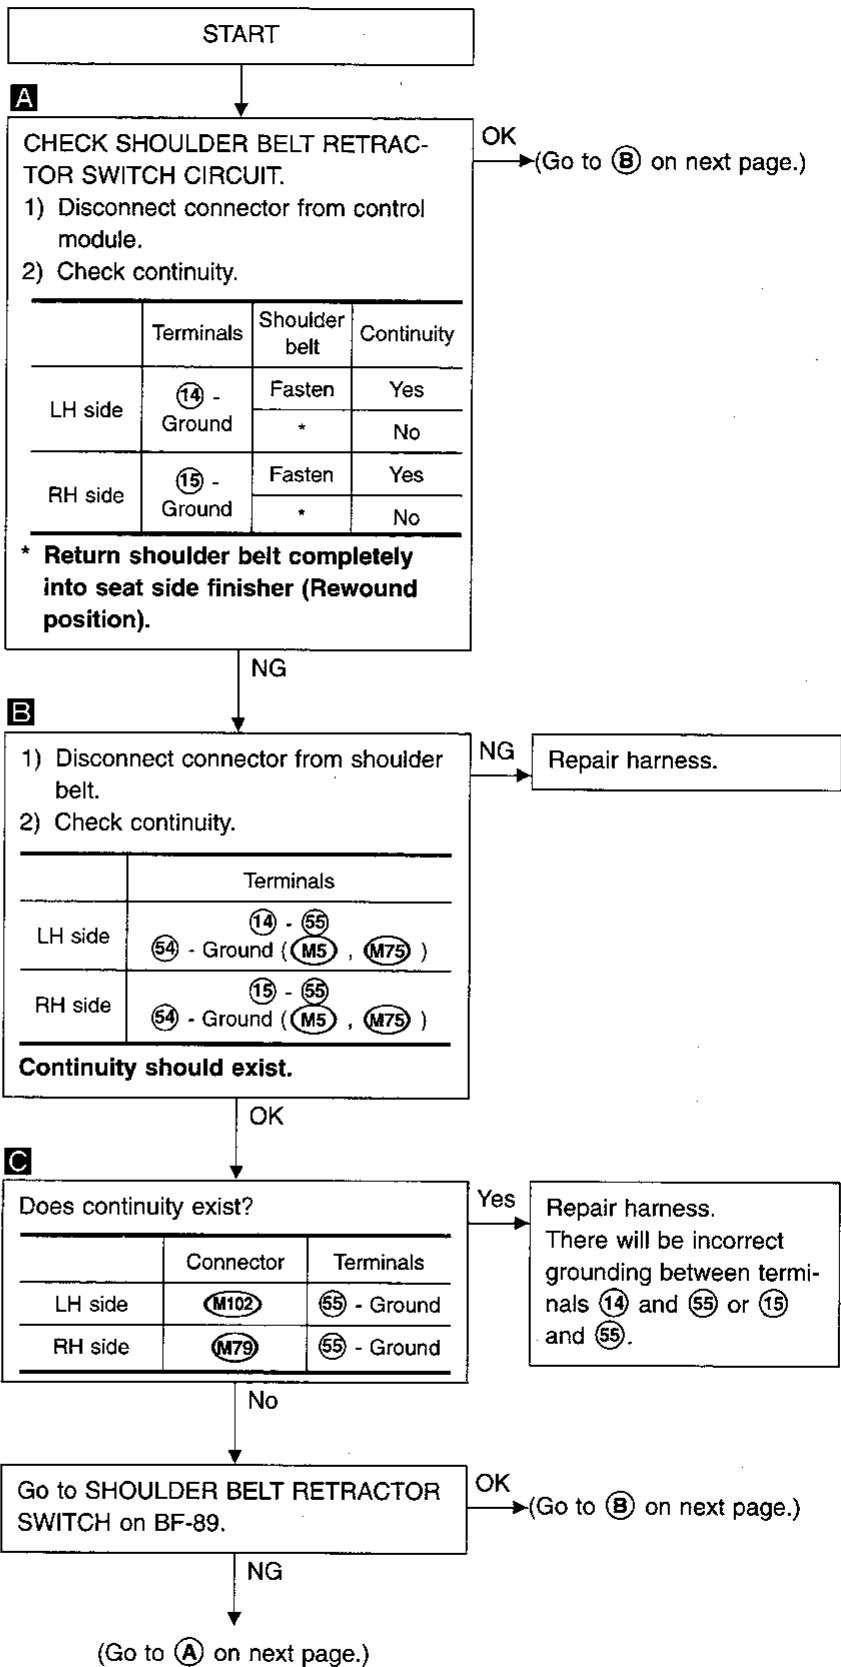 START
A
CHECK SHOULDER BELT RETRAC-
TOR SWITCH CIRCUIT.
1) Disconnect connector from control
module.
2) Check continuity.
Terminals Shoulder belt Continuity
LH side 14 - Ground Fasten Yes
* No
RH side 15 - Ground Fasten Yes
* No
* Return shoulder belt completely
into seat side finisher (Rewound
position).
OK
(Go to B on next page.)
NG
B
1) Disconnect connector from shoulder
belt.
2) Check continuity.
Terminals
LH side 14 - 55
54 - Ground (M5 , M75 )
RH side 15 - 55
54 - Ground (M5 , M75 )
Continuity should exist.
NG
Repair harness.
OK
C
Does continuity exist?
Connector Terminals
LH side M102 55 - Ground
RH side M79 55 - Ground
Yes
Repair harness.
There will be incorrect
grounding between termi-
nals 14 and 55 or 15
and 55.
No
Go to SHOULDER BELT RETRACTOR
SWITCH on BF-89.
OK
(Go to B on next page.)
NG
(Go to A on next page.)